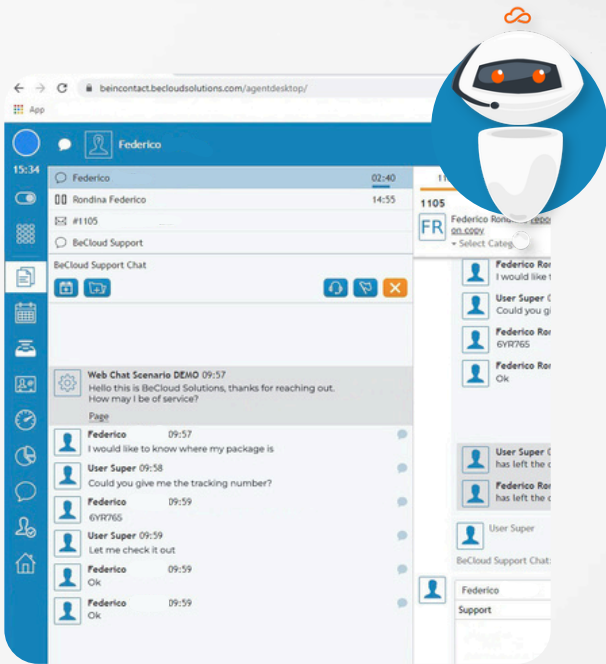 beincontact.becloudsolutions.com/agentdesktop/
App
Federico
15:34
Federico 02:40
Rondina Federico 14:55
#1105
BeCloud Support
BeCloud Support Chat
Web Chat Scenario DEMO 09:57
Hello this is BeCloud Solutions, thanks for reaching out.
How may I be of service?
Page
Federico 09:57
I would like to know where my package is
User Super 09:58
Could you give me the tracking number?
Federico 09:59
6YR765
User Super 09:59
Let me check it out
Federico 09:59
Ok
Federico 09:59
Ok
11
1105
FR
Federico
on copy
Select Categ
Federico Ror
I would like t
User Super (
Could you gi
Federico Ror
6YR765
Federico Ror
Ok
User Super
has left the c
Federico Ror
has left the c
User Super
BeCloud Support Chat:
Federico
Support